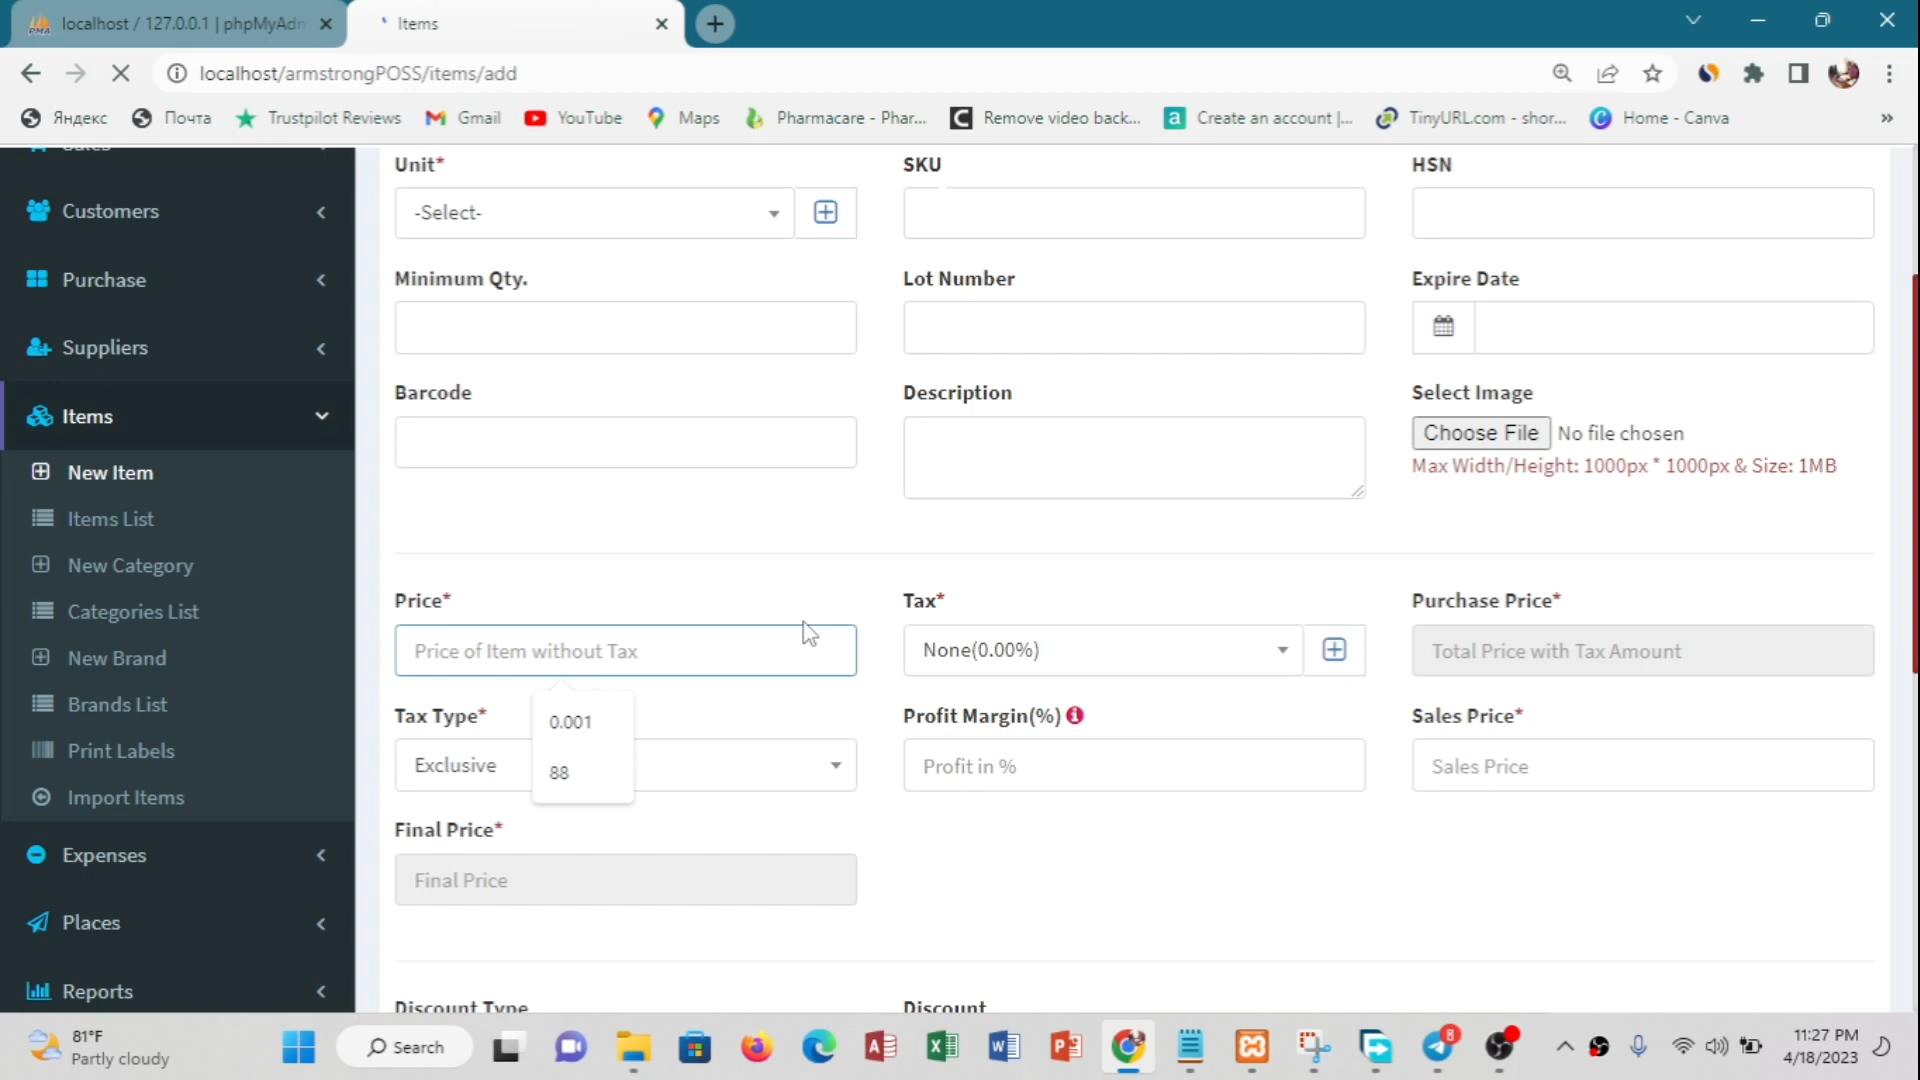 localhost / 127.0.0.1 | phpMyAdm
Items
localhost/armstrongPOSS/items/add
Яндекс
Почта
Trustpilot Reviews
Gmail
YouTube
Maps
Pharmacare - Phar...
Remove video back...
Create an account |...
TinyURL.com - shor...
Home - Canva
»
Sales
Customers
Purchase
Suppliers
Items
New Item
Items List
New Category
Categories List
New Brand
Brands List
Print Labels
Import Items
Expenses
Places
Reports
Unit*
SKU
HSN
-Select-
Minimum Qty.
Lot Number
Expire Date
Barcode
Description
Select Image
Choose File No file chosen
Max Width/Height: 1000px * 1000px & Size: 1MB
Price*
Tax*
Purchase Price*
Price of Item without Tax
None(0.00%)
Total Price with Tax Amount
Tax Type*
0.001
88
Profit Margin(%)
Sales Price*
Exclusive
Profit in %
Sales Price
Final Price*
Final Price
Discount Type
Discount
81°F
Partly cloudy
Search
8
11:27 PM
4/18/2023